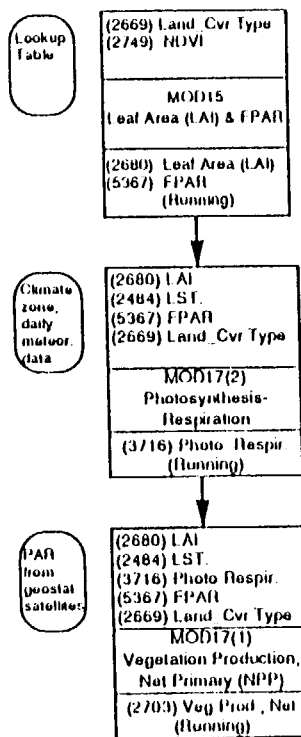 Lookup
Table
(2669) Land_Cvr Type
(2749) NDVI
MOD15
Leaf Area (LAI) & FPAR
(2680) Leaf Area (LAI)
(5367) FPAR
(Running)
Climate
zone,
daily
meteor.
data
(2680) LAI
(2484) LST.
(5367) FPAR
(2669) Land_Cvr Type
MOD17(2)
Photosynthesis-
Respiration
(3716) Photo Respir.
(Running)
PAR
from
geostat
satellites
(2680) LAI
(2484) LST.
(3716) Photo Respir.
(5367) FPAR
(2669) Land_Cvr Type
MOD17(1)
Vegetation Production,
Net Primary (NPP)
(2703) Veg Prod., Net
(Running)